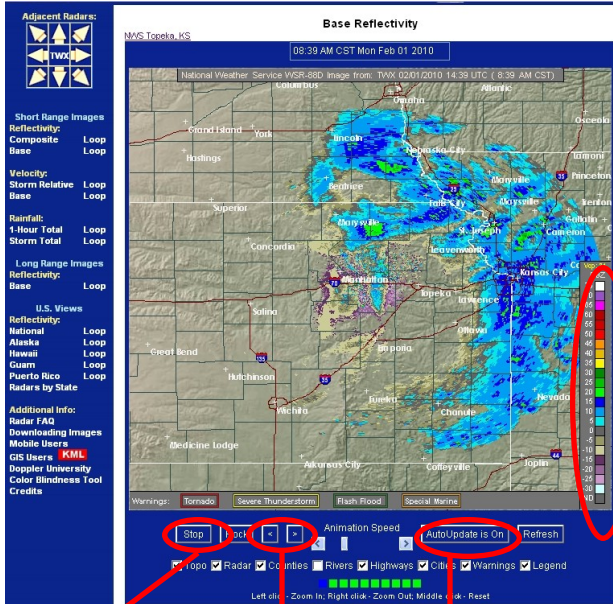 Adjacent Radars:
TWX
Short Range Images
Reflectivity:
Composite Loop
Base Loop
Velocity:
Storm Relative Loop
Base Loop
Rainfall:
1-Hour Total Loop
Storm Total Loop
Long Range Images
Reflectivity:
Base Loop
U.S. Views
Reflectivity:
National Loop
Alaska Loop
Hawaii Loop
Guam Loop
Puerto Rico Loop
Radars by State
Additional Info:
Radar FAQ
Downloading Images
Mobile Users
GIS Users KML
Doppler University
Color Blindness Tool
Credits
Base Reflectivity
NWS Topeka, KS
08:39 AM CST Mon Feb 01 2010
National Weather Service WSR-88D Image from: TWX 02/01/2010 14:39 UTC ( 8:39 AM CST)
Columbus
Atlantic
Omaha
Osceola
Grand Island
York
Lincoln
Nebraska City
Hastings
Lamoni
35
Princeton
Maryville
Beatrice
29
Trenton
Superior
Falls City
Maysville
Gallatin
Marysville
St. Joseph
Cameron
Concordia
Leavenworth
Kansas City
70
Manhattan
Topeka
Lawrence
Salina
Ottawa
Great Bend
Emporia
135
Hutchinson
35
Nevada
Eureka
Wichita
Chanute
Medicine Lodge
44
Arkansas City
Coffeyville
Joplin
50
45
40
35
30
25
20
15
10
5
0
-5
-10
-15
-20
-25
-30
ND
Warnings: Tornado Severe Thunderstorm Flash Flood Special Marine
Stop Rock < > Animation Speed < > AutoUpdate is On Refresh
Topo Radar Counties Rivers Highways Cities Warnings Legend
Left click - Zoom In; Right click - Zoom Out; Middle click - Reset